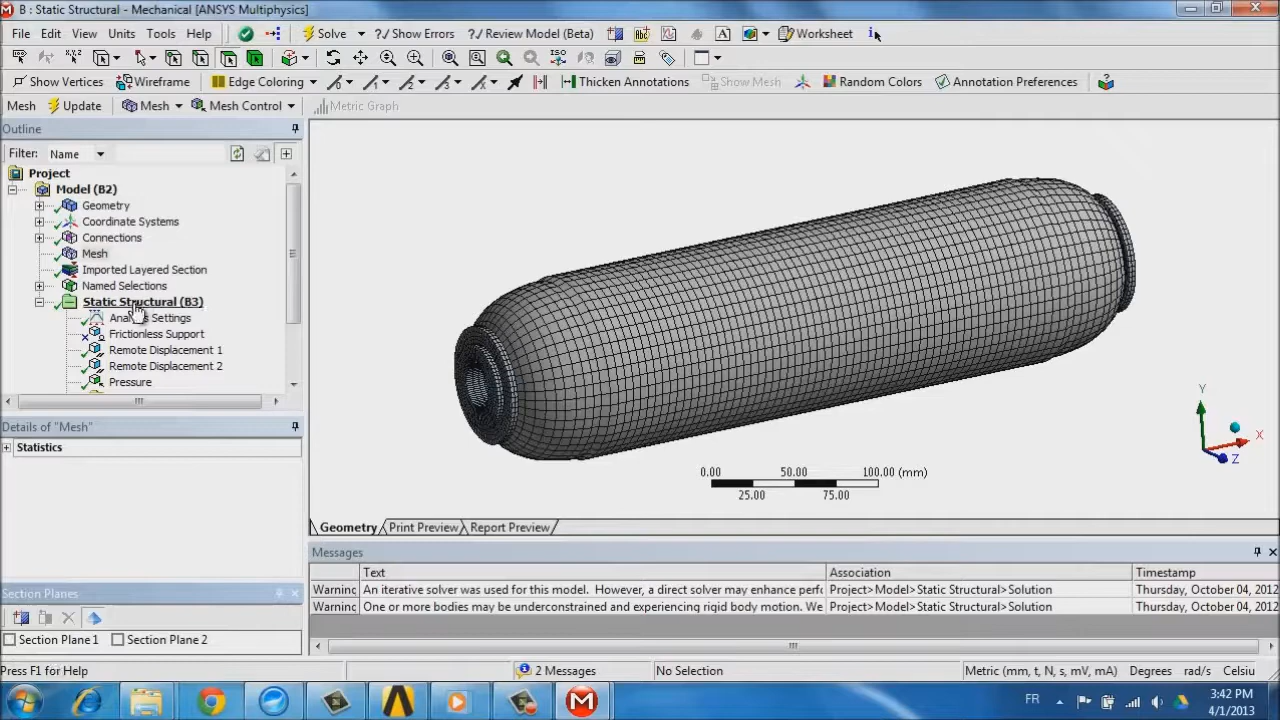 B : Static Structural - Mechanical [ANSYS Multiphysics]
File Edit View Units Tools Help Solve ?/ Show Errors ?/ Review Model (Beta) A Worksheet i
Show Vertices Wireframe Edge Coloring Thicken Annotations Show Mesh Random Colors Annotation Preferences
Mesh Update Mesh Mesh Control Metric Graph
Outline
Filter: Name
Project
Model (B2)
Geometry
Coordinate Systems
Connections
Mesh
Imported Layered Section
Named Selections
Static Structural (B3)
Settings
Frictionless Support
Remote Displacement 1
Remote Displacement 2
Pressure
Details of "Mesh"
Statistics
Section Planes
Section Plane 1 Section Plane 2
Y
X
Z
0.00 50.00 100.00 (mm)
25.00 75.00
Geometry Print Preview Report Preview
Messages
Text Association Timestamp
Warninc An iterative solver was used for this model. However, a direct solver may enhance perf Project>Model>Static Structural>Solution Thursday, October 04, 2012
Warninc One or more bodies may be underconstrained and experiencing rigid body motion. We Project>Model>Static Structural>Solution Thursday, October 04, 2012
Press F1 for Help 2 Messages No Selection Metric (mm, t, N, s, mV, mA) Degrees rad/s Celsiu
FR 3:42 PM
4/1/2013